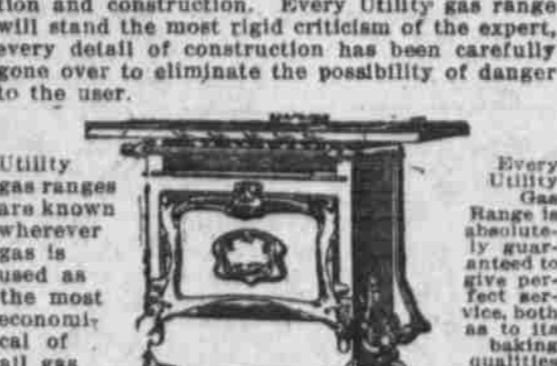 tion and construction. Every Utility gas range
will stand the most rigid criticism of the expert,
every detail of construction has been carefully
gone over to eliminate the possibility of danger
to the user.
Utility
gas ranges
are known
wherever
gas is
used as
the most
economi-
cal of
all gas
Every
Utility
Gas
Range is
absolute-
ly guar
anteed to
give per-
fect ser-
vice, both
as to its
baking
qualities